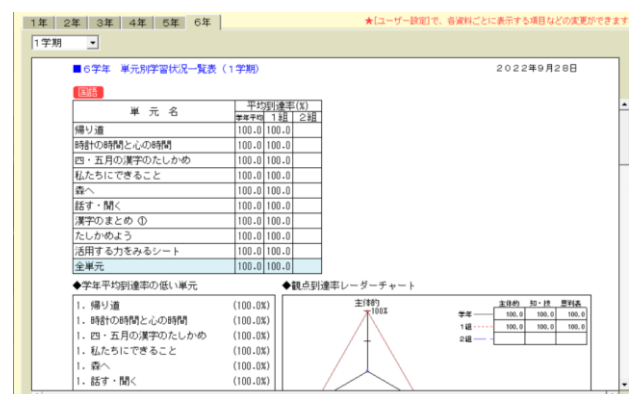 1年 2年 3年 4年 5年 6年
★[ユーザー設定]で、各資料ごとに表示する項目などの変更ができます
1学期
■6学年 単元別学習状況一覧表(1学期)
2022年9月28日
国語
単 元 名 平均到達率(%)
学年平均 1組 2組
帰り道 100.0 100.0
時計の時間と心の時間 100.0 100.0
四・五月の漢字のたしかめ 100.0 100.0
私たちにできること 100.0 100.0
森へ 100.0 100.0
話す・聞く 100.0 100.0
漢字のまとめ ① 100.0 100.0
たしかめよう 100.0 100.0
活用する力をみるシート 100.0 100.0
全単元 100.0 100.0
◆学年平均到達率の低い単元
1. 帰り道 (100.0%)
1. 時計の時間と心の時間 (100.0%)
1. 四・五月の漢字のたしかめ (100.0%)
1. 私たちにできること (100.0%)
1. 森へ (100.0%)
1. 話す・聞く (100.0%)
◆観点到達率レーダーチャート
主体的
100%
主体的 知・技 思判表
学年 100.0 100.0 100.0
1組 100.0 100.0 100.0
2組